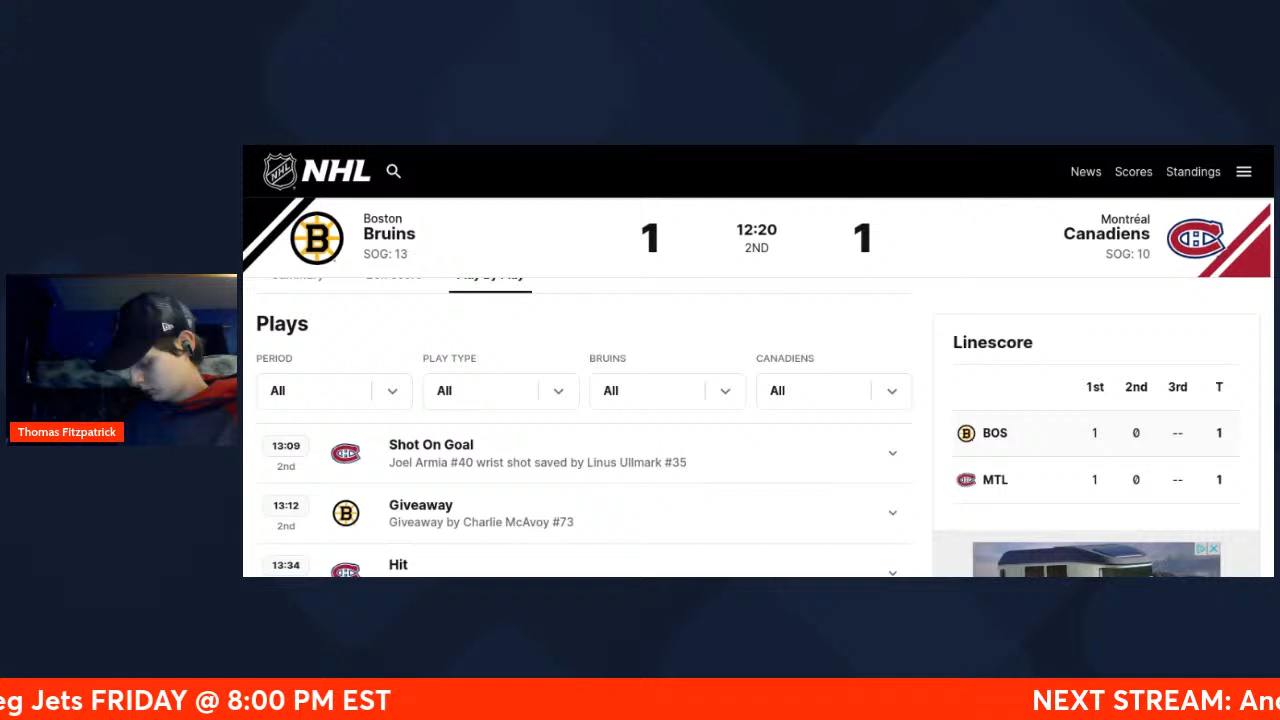 NHL
NHL
News
Scores
Standings
Boston
Bruins
SOG: 13
1
12:20
2ND
1
Montréal
Canadiens
SOG: 10
Plays
PERIOD
PLAY TYPE
BRUINS
CANADIENS
All
All
All
All
13:09
2nd
Shot On Goal
Joel Armia #40 wrist shot saved by Linus Ullmark #35
13:12
2nd
Giveaway
Giveaway by Charlie McAvoy #73
13:34
Hit
Linescore
1st 2nd 3rd T
BOS 1 0 -- 1
MTL 1 0 -- 1
Thomas Fitzpatrick
eg Jets FRIDAY @ 8:00 PM EST
NEXT STREAM: And